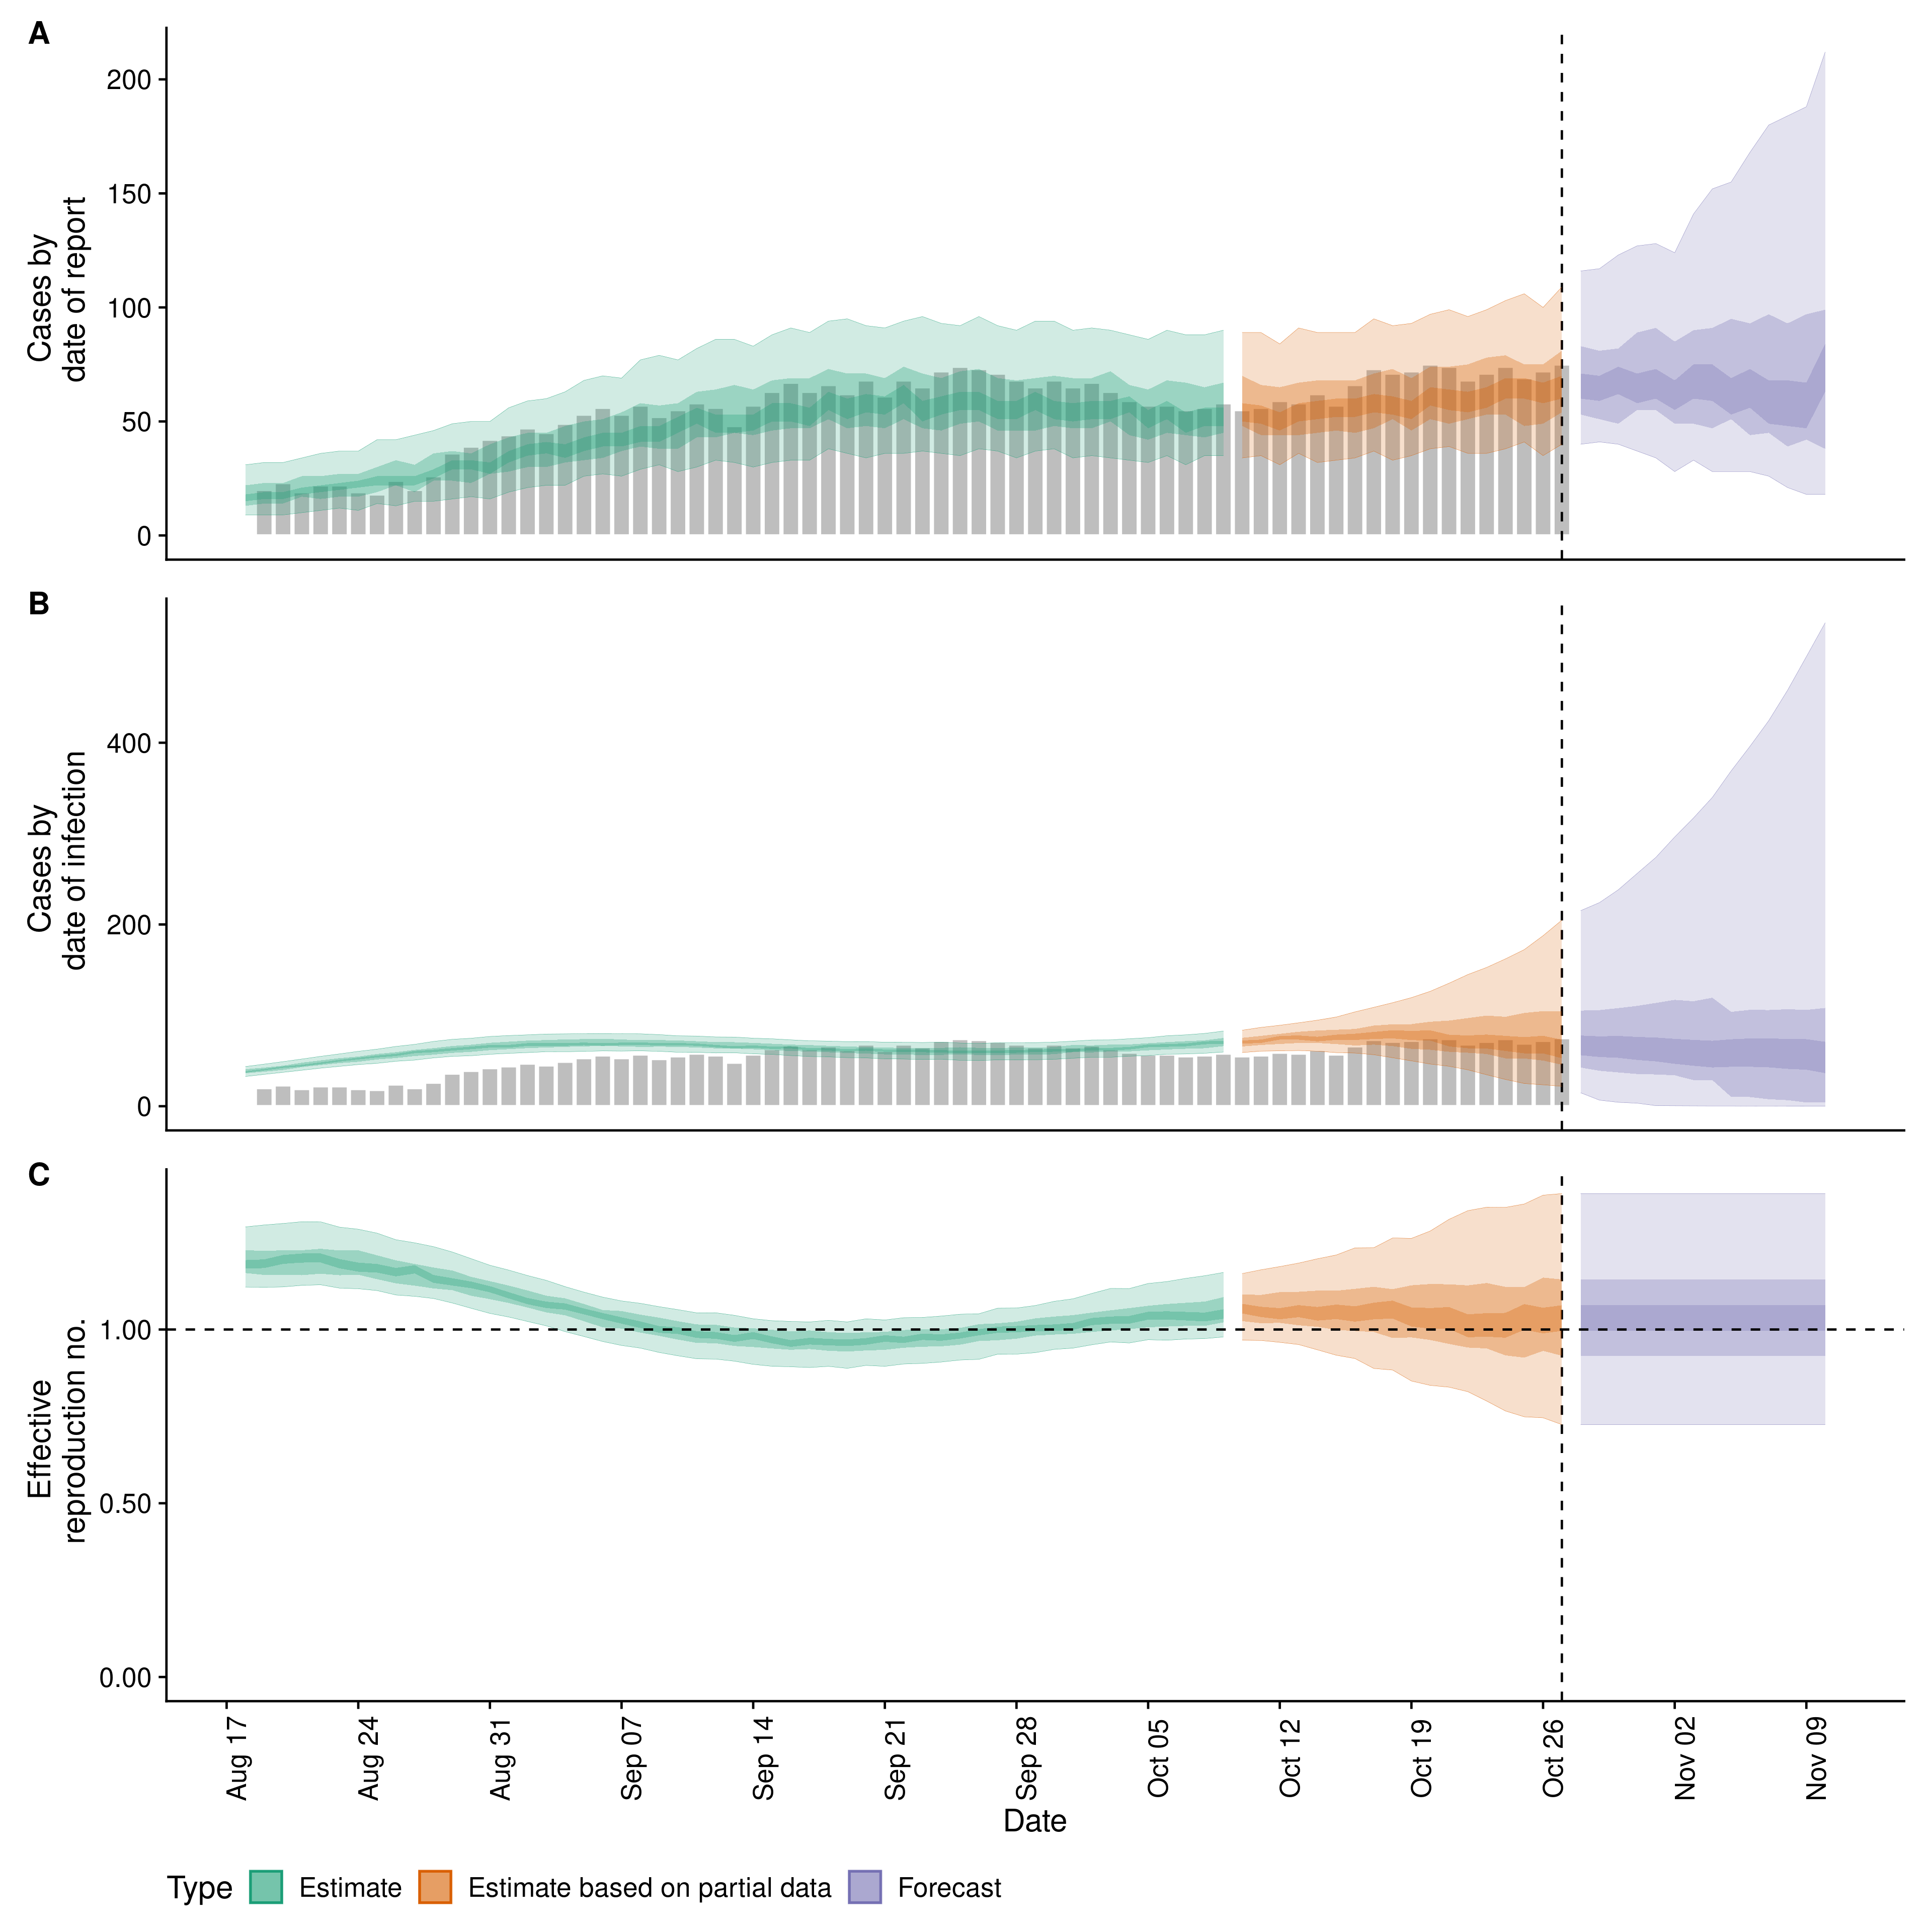 A
Cases by
date of report
200
150
100
50
0
B
Cases by
date of infection
400
200
0
C
Effective
reproduction no.
1.00
0.50
0.00
Aug 17
Aug 24
Aug 31
Sep 07
Sep 14
Sep 21
Sep 28
Oct 05
Oct 12
Oct 19
Oct 26
Nov 02
Nov 09
Date
Type Estimate Estimate based on partial data Forecast